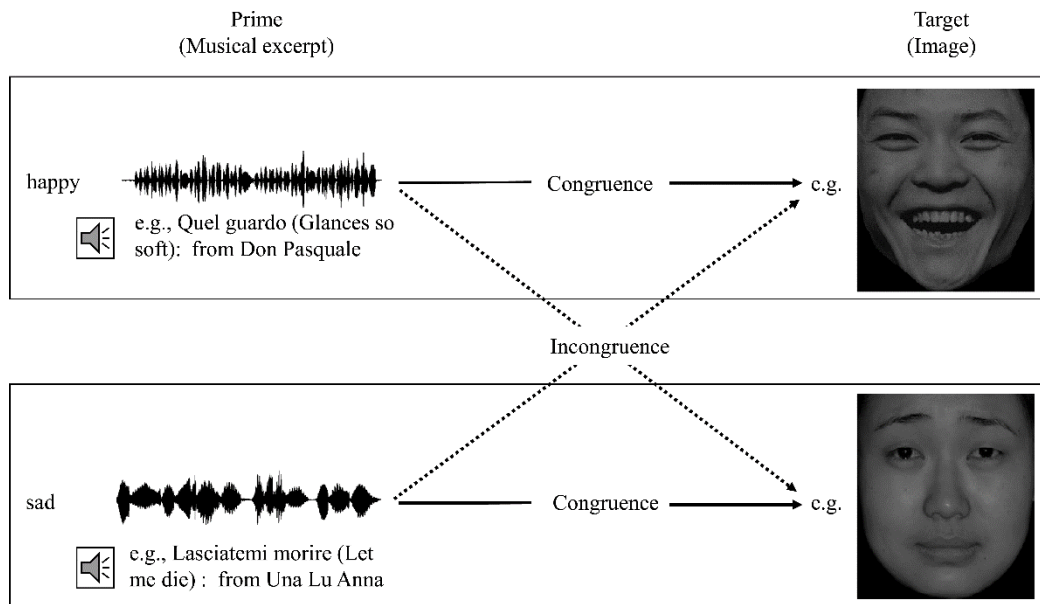 Prime
(Musical excerpt)
Target
(Image)
happy
Congruence
c.g.
e.g., Quel guardo (Glances so
soft): from Don Pasquale
Incongruence
sad
Congruence
c.g.
e.g., Lasciatemi morire (Let
me die) : from Una Lu Anna